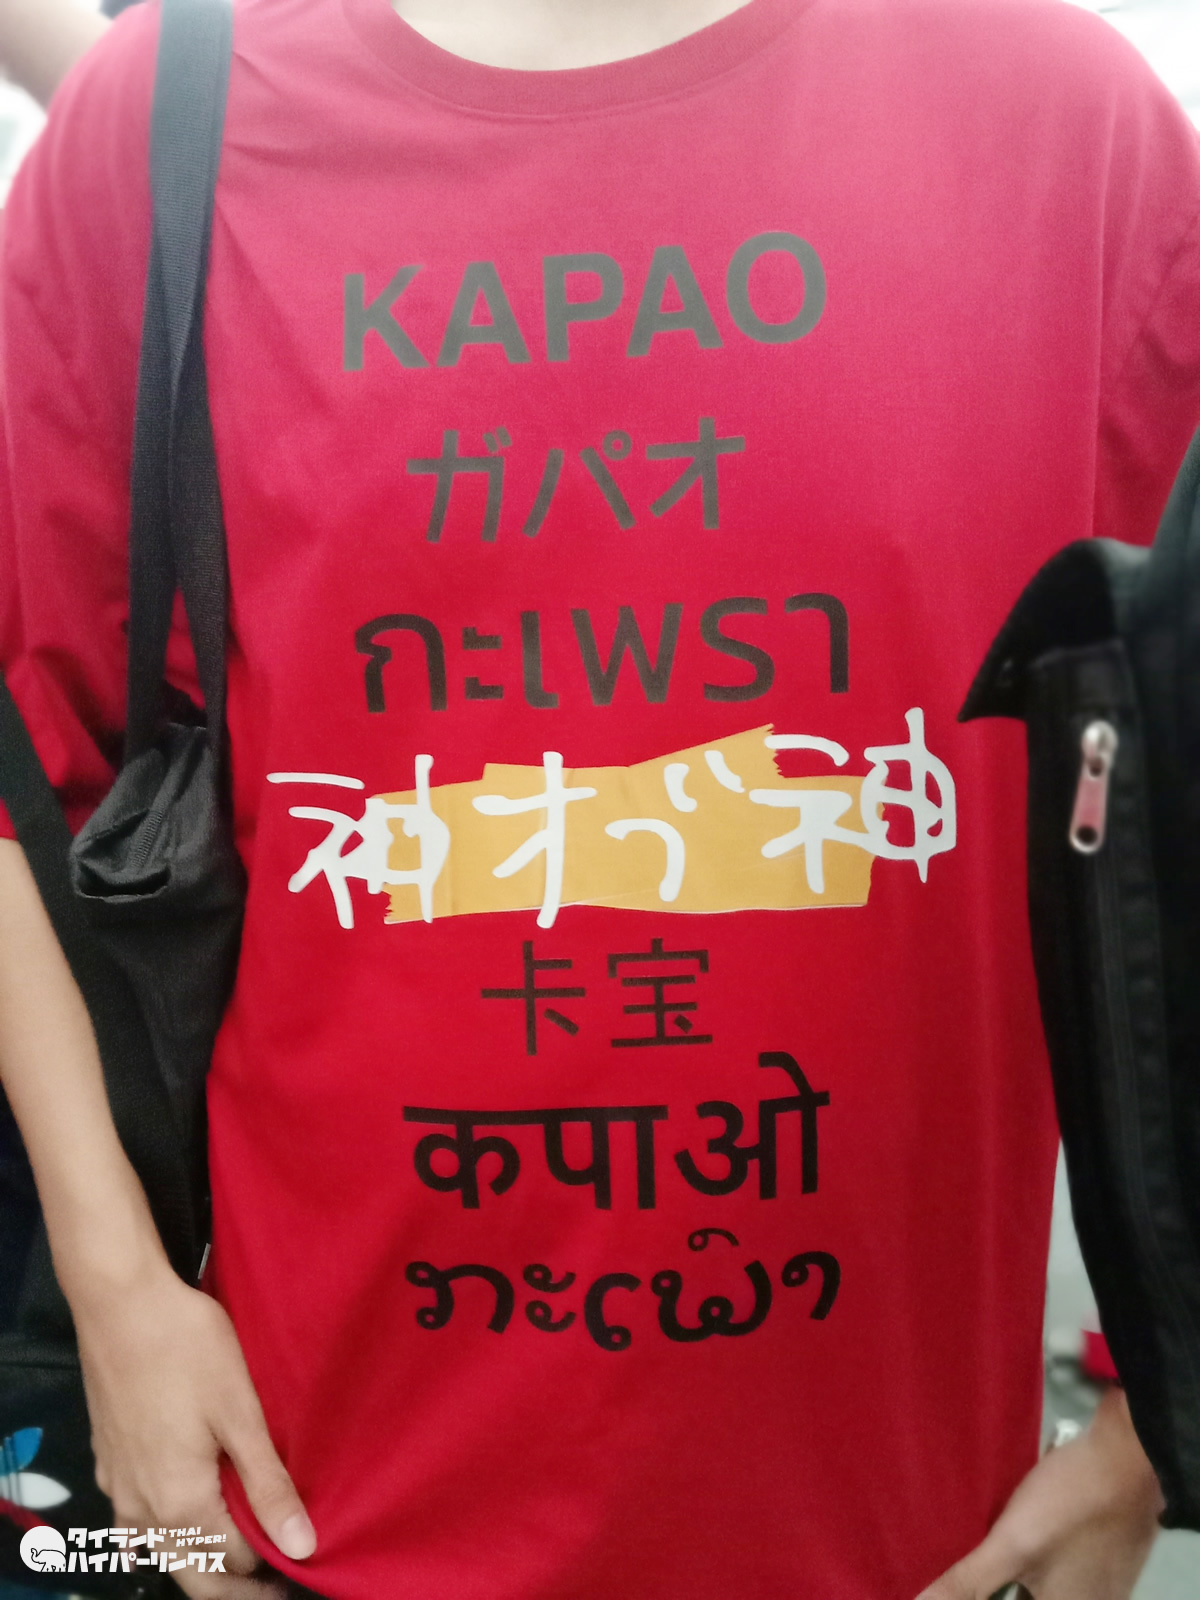 KAPAO
ガパオ
กะเพรา
神オブ神
卡宝
कपाओ
ກະເພົາ
タイランド THAI
ハイパーリンクス HYPER!